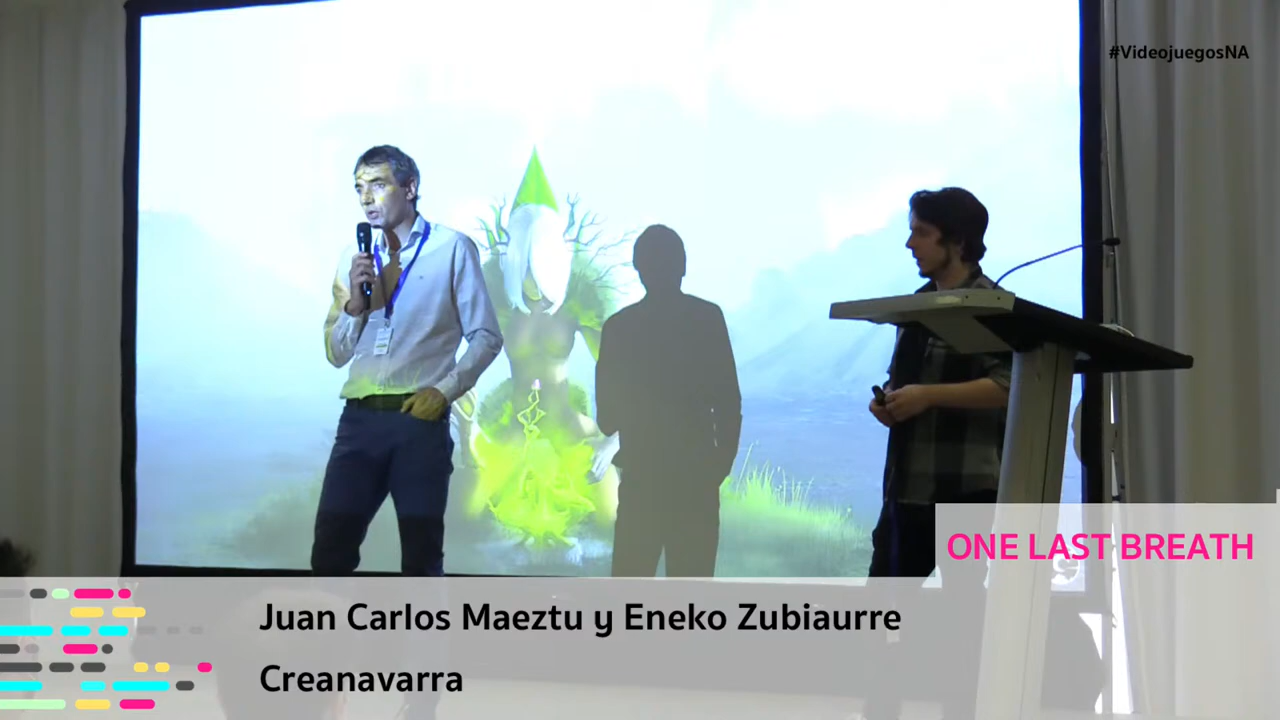 #VideojuegosNA
ONE LAST BREATH
Juan Carlos Maeztu y Eneko Zubiaurre
Creanavarra